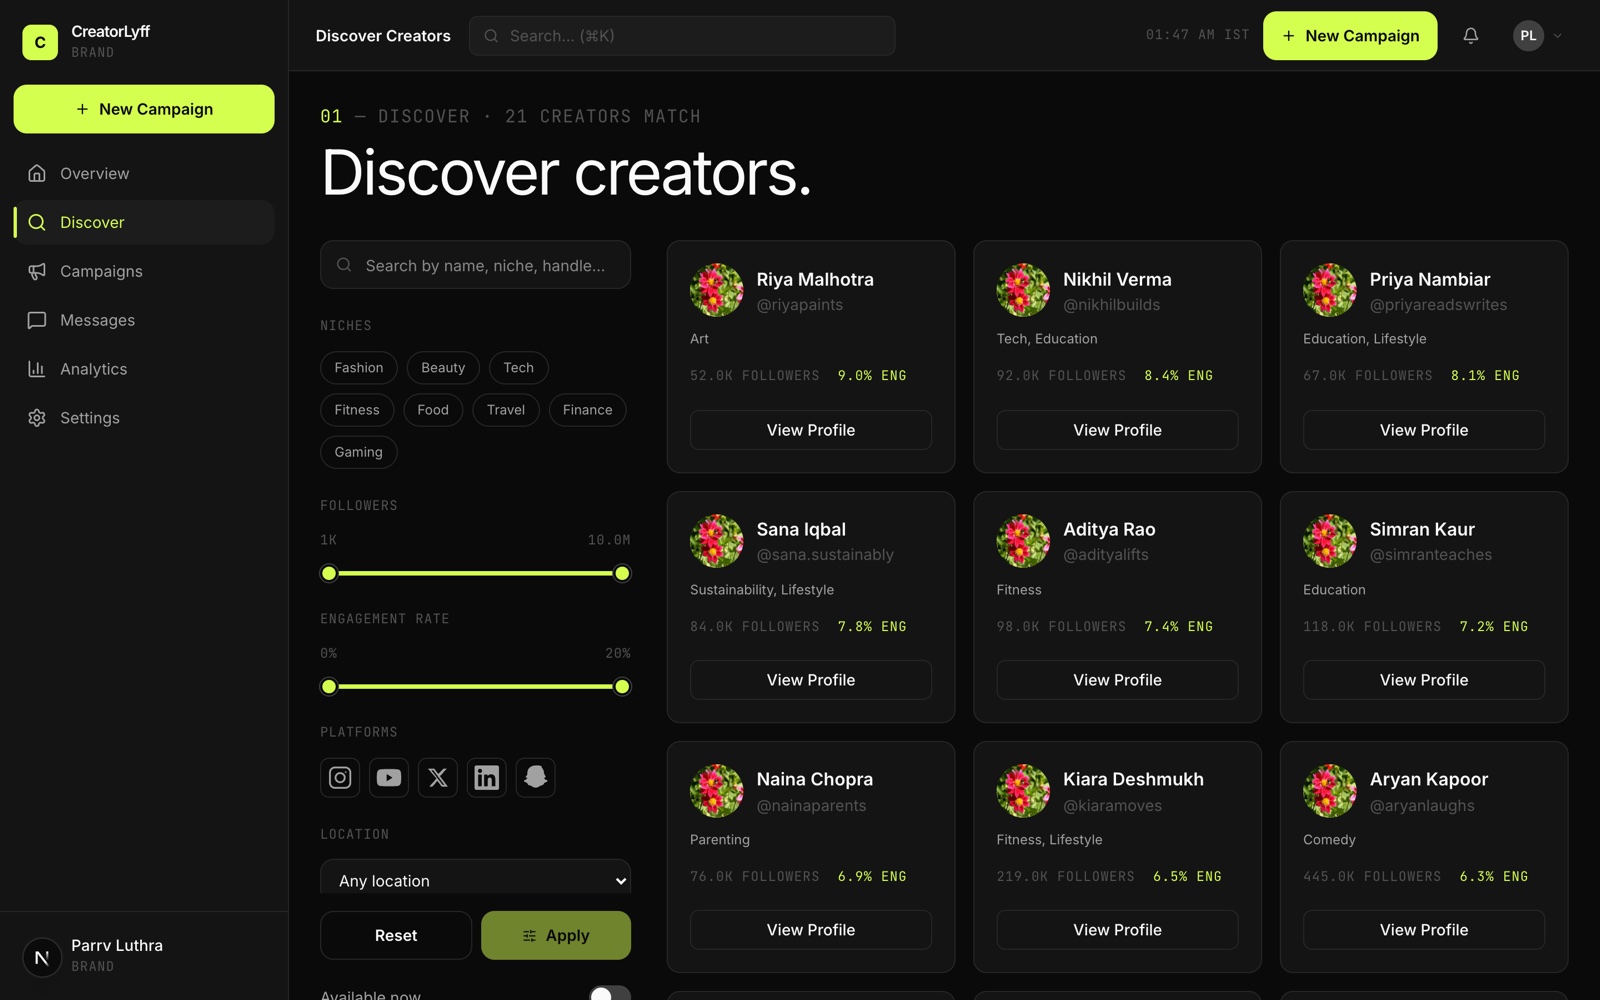 C
CreatorLyff
BRAND
+ New Campaign
Overview
Discover
Campaigns
Messages
Analytics
Settings
Parrv Luthra
BRAND
N
Discover Creators
Search... (⌘K)
01:47 AM IST
+ New Campaign
PL
01 — DISCOVER · 21 CREATORS MATCH
Discover creators.
Search by name, niche, handle...
NICHES
Fashion Beauty Tech
Fitness Food Travel Finance
Gaming
FOLLOWERS
1K 10.0M
ENGAGEMENT RATE
0% 20%
PLATFORMS
LOCATION
Any location
Reset Apply
Available now
Riya Malhotra
@riyapaints
Art
52.0K FOLLOWERS 9.0% ENG
View Profile
Nikhil Verma
@nikhilbuilds
Tech, Education
92.0K FOLLOWERS 8.4% ENG
View Profile
Priya Nambiar
@priyareadswrites
Education, Lifestyle
67.0K FOLLOWERS 8.1% ENG
View Profile
Sana Iqbal
@sana.sustainably
Sustainability, Lifestyle
84.0K FOLLOWERS 7.8% ENG
View Profile
Aditya Rao
@adityalifts
Fitness
98.0K FOLLOWERS 7.4% ENG
View Profile
Simran Kaur
@simranteaches
Education
118.0K FOLLOWERS 7.2% ENG
View Profile
Naina Chopra
@nainaparents
Parenting
76.0K FOLLOWERS 6.9% ENG
View Profile
Kiara Deshmukh
@kiaramoves
Fitness, Lifestyle
219.0K FOLLOWERS 6.5% ENG
View Profile
Aryan Kapoor
@aryanlaughs
Comedy
445.0K FOLLOWERS 6.3% ENG
View Profile